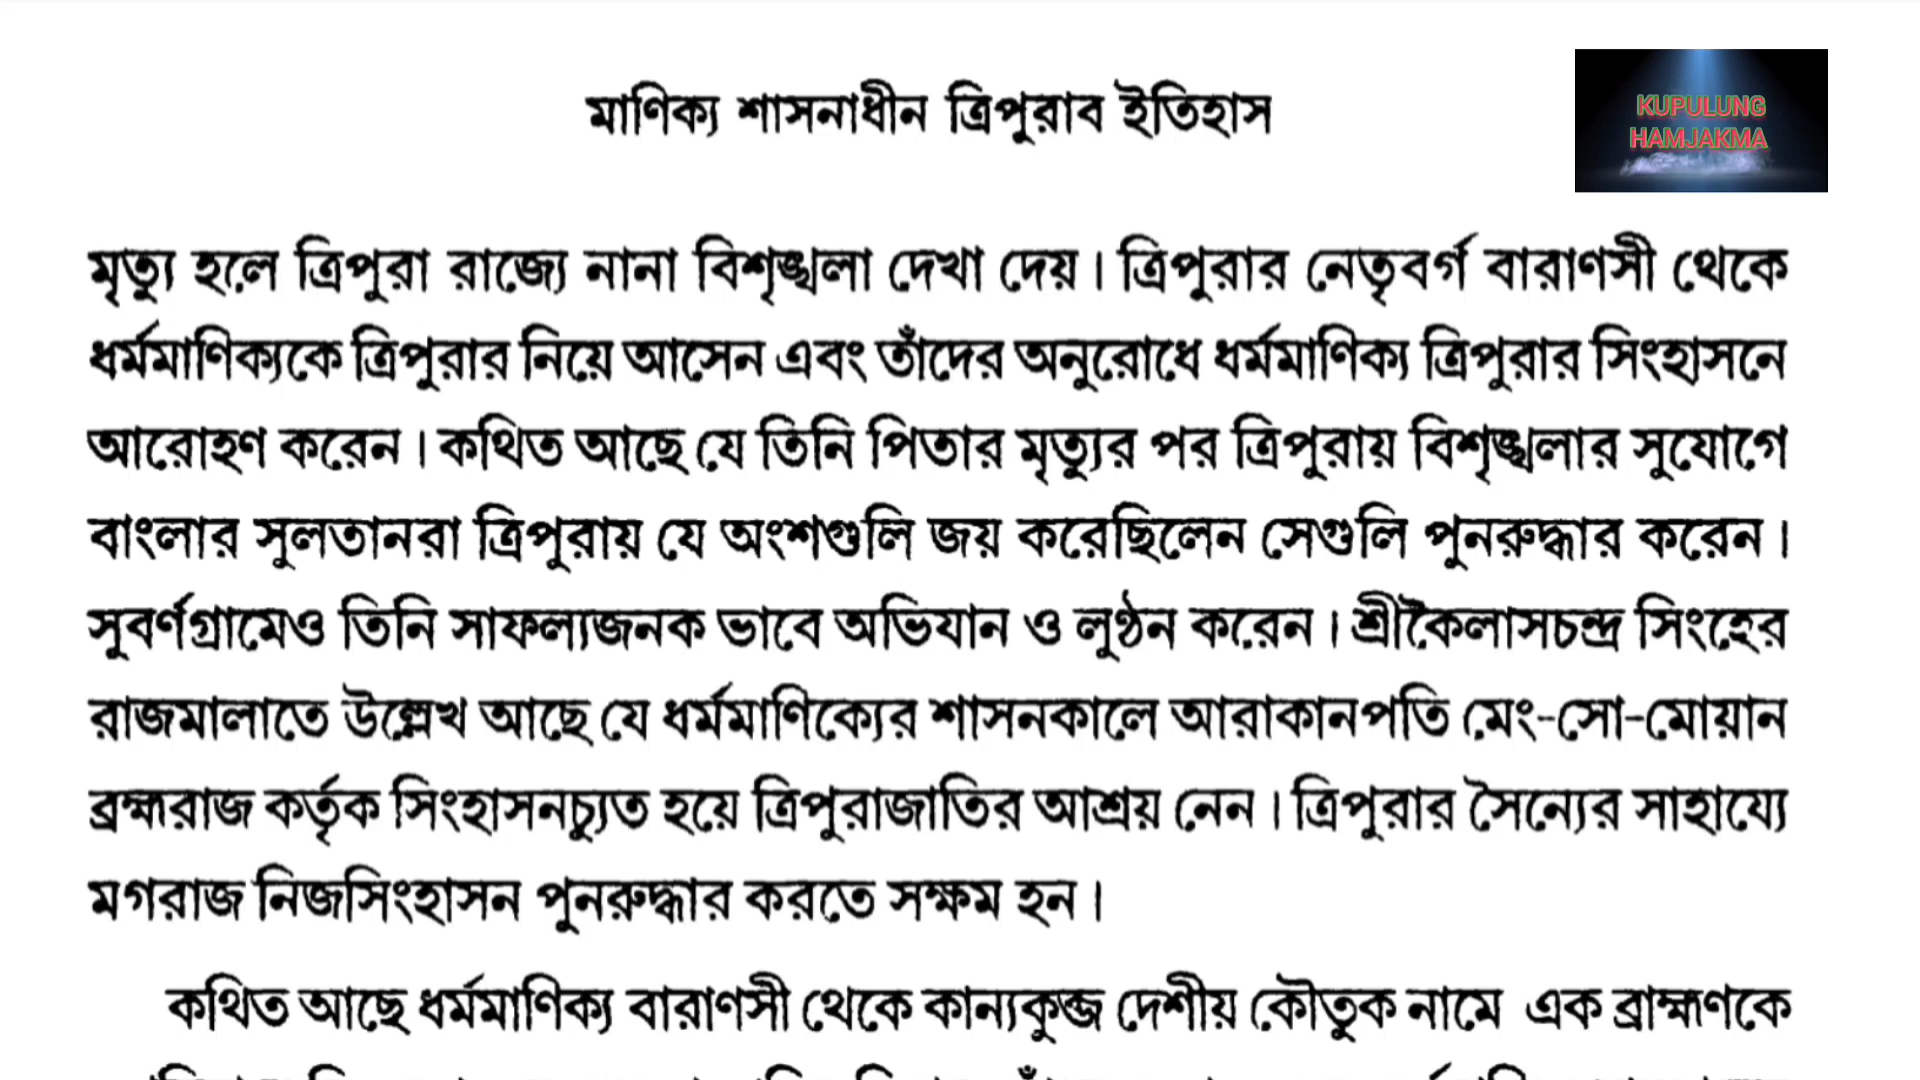 মাণিক্য শাসনাধীন ত্রিপুরাব ইতিহাস
KUPULUNG
HAMJAKMA
মৃত্যু হলে ত্রিপুরা রাজ্যে নানা বিশৃঙ্খলা দেখা দেয়। ত্রিপুরার নেতৃবর্গ বারাণসী থেকে
ধর্মমাণিক্যকে ত্রিপুরার নিয়ে আসেন এবং তাঁদের অনুরোধে ধর্মমাণিক্য ত্রিপুরার সিংহাসনে
আরোহণ করেন। কথিত আছে যে তিনি পিতার মৃত্যুর পর ত্রিপুরায় বিশৃঙ্খলার সুযোগে
বাংলার সুলতানরা ত্রিপুরায় যে অংশগুলি জয় করেছিলেন সেগুলি পুনরুদ্ধার করেন।
সুবর্ণগ্রামেও তিনি সাফল্যজনক ভাবে অভিযান ও লুণ্ঠন করেন। শ্রীকৈলাসচন্দ্র সিংহের
রাজমালাতে উল্লেখ আছে যে ধর্মমাণিক্যের শাসনকালে আরাকানপতি মেং-সো-মোয়ান
ব্রহ্মরাজ কর্তৃক সিংহাসনচ্যুত হয়ে ত্রিপুরাজাতির আশ্রয় নেন। ত্রিপুরার সৈন্যের সাহায্যে
মগরাজ নিজসিংহাসন পুনরুদ্ধার করতে সক্ষম হন।
কথিত আছে ধর্মমাণিক্য বারাণসী থেকে কান্যকুব্জ দেশীয় কৌতুক নামে এক ব্রাহ্মণকে